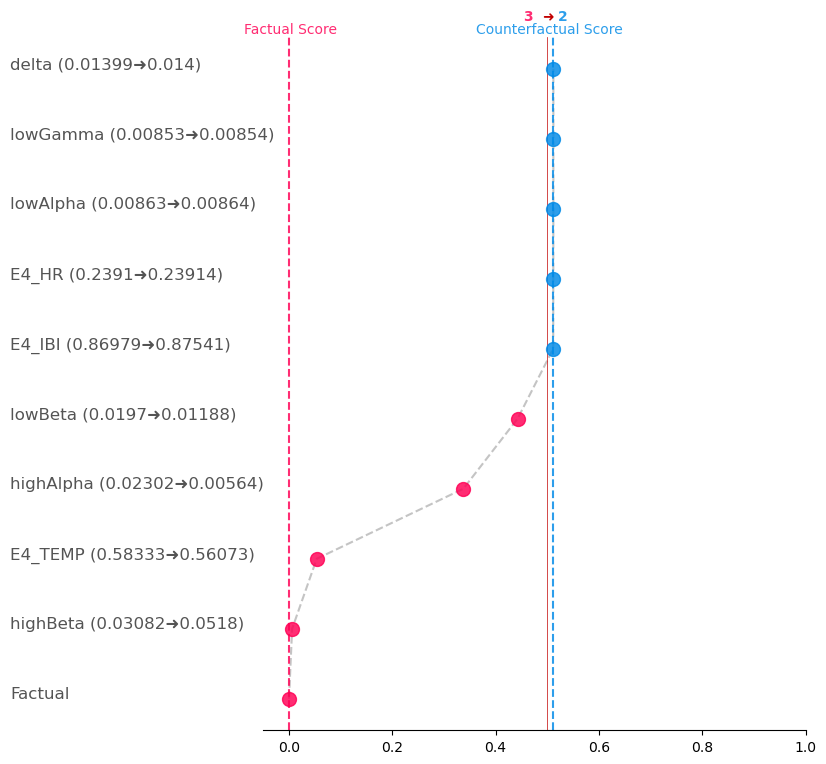 3 ➜ 2
Factual Score Counterfactual Score
delta (0.01399➜0.014)
lowGamma (0.00853➜0.00854)
lowAlpha (0.00863➜0.00864)
E4_HR (0.2391➜0.23914)
E4_IBI (0.86979➜0.87541)
lowBeta (0.0197➜0.01188)
highAlpha (0.02302➜0.00564)
E4_TEMP (0.58333➜0.56073)
highBeta (0.03082➜0.0518)
Factual
0.0 0.2 0.4 0.6 0.8 1.0